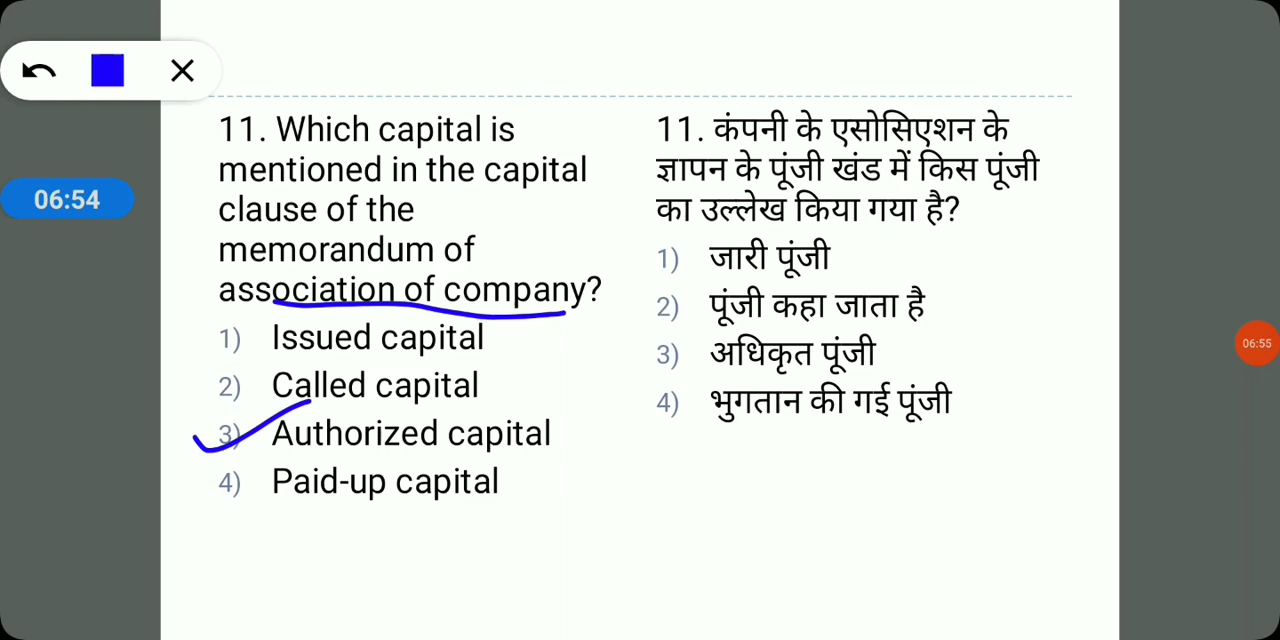 06:54
11. Which capital is
mentioned in the capital
clause of the
memorandum of
association of company?
1) Issued capital
2) Called capital
3) Authorized capital
4) Paid-up capital
11. कंपनी के एसोसिएशन के
ज्ञापन के पूंजी खंड में किस पूंजी
का उल्लेख किया गया है?
1) जारी पूंजी
2) पूंजी कहा जाता है
3) अधिकृत पूंजी
4) भुगतान की गई पूंजी
06:55